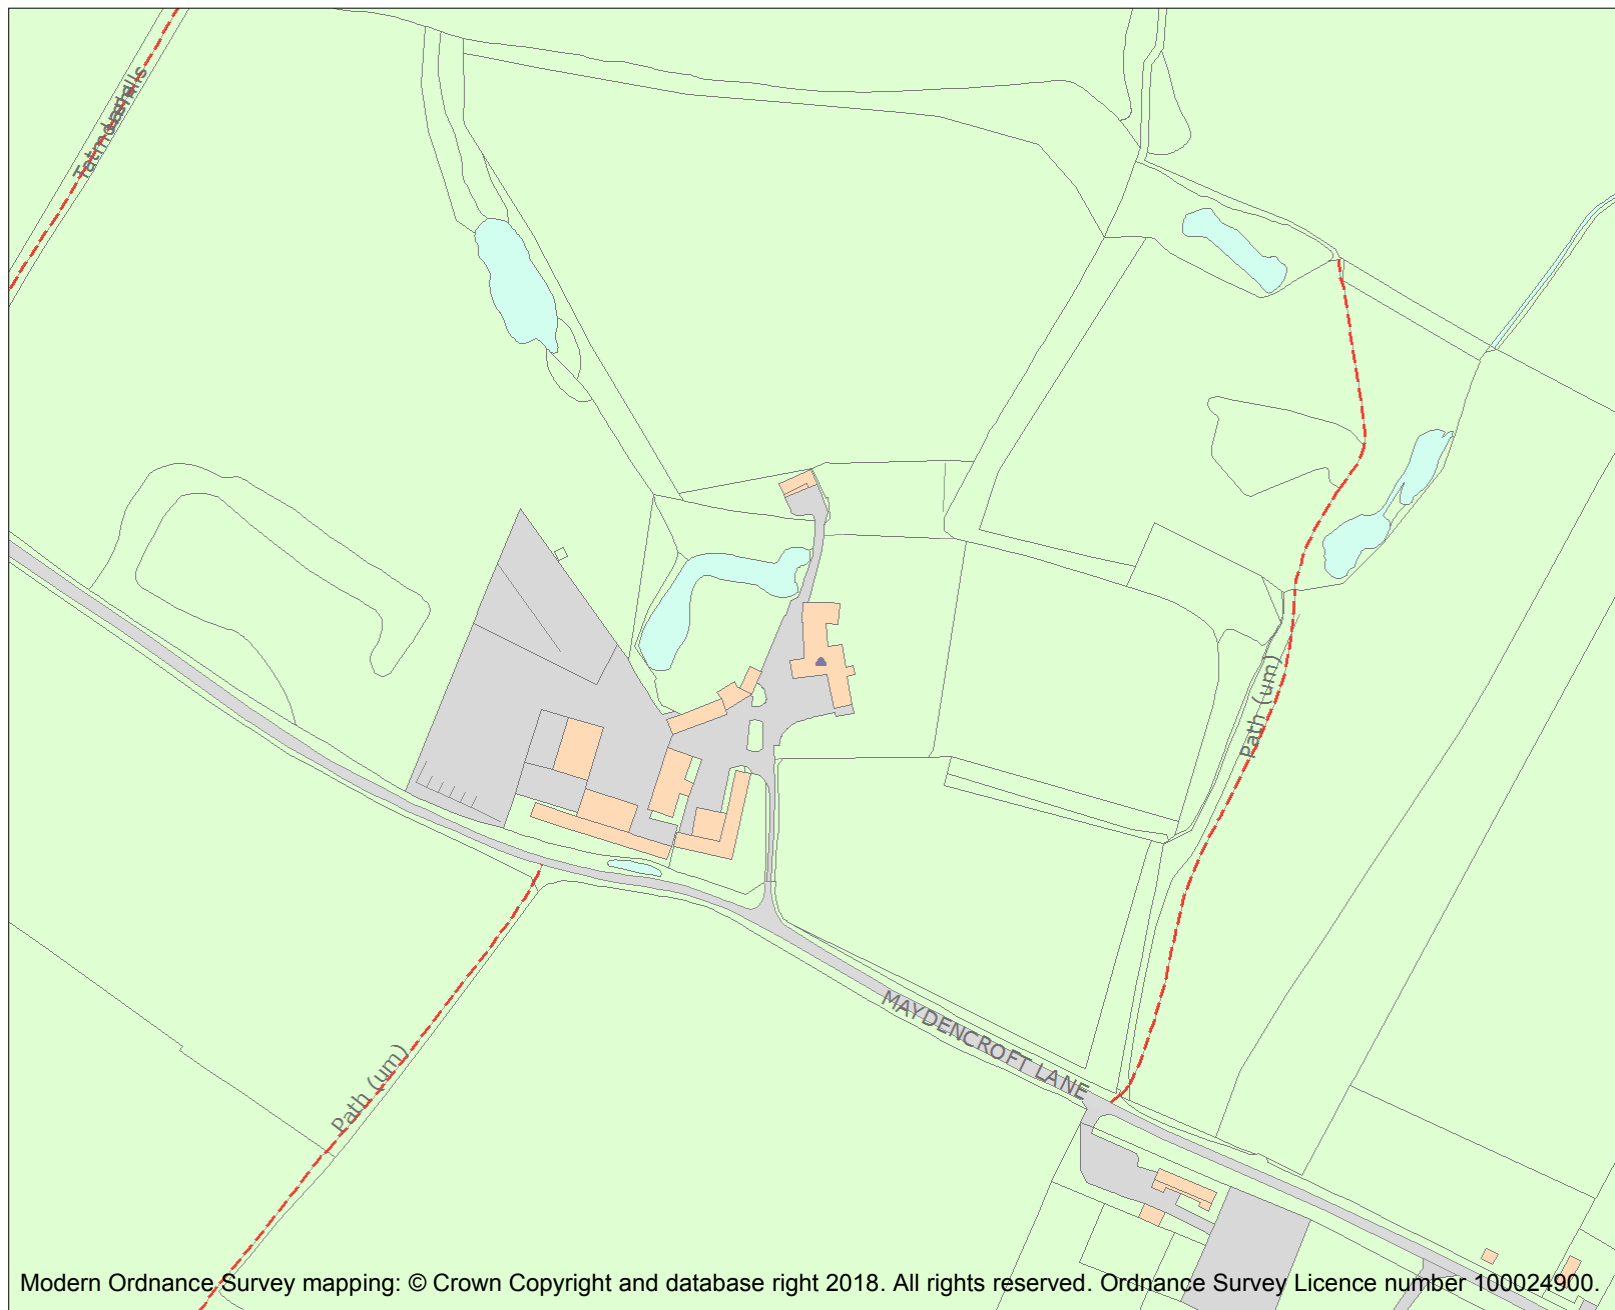 Path (um)
MAYDENCROFT LANE
Path (um)
Modern Ordnance Survey mapping: © Crown Copyright and database right 2018. All rights reserved. Ordnance Survey Licence number 100024900.